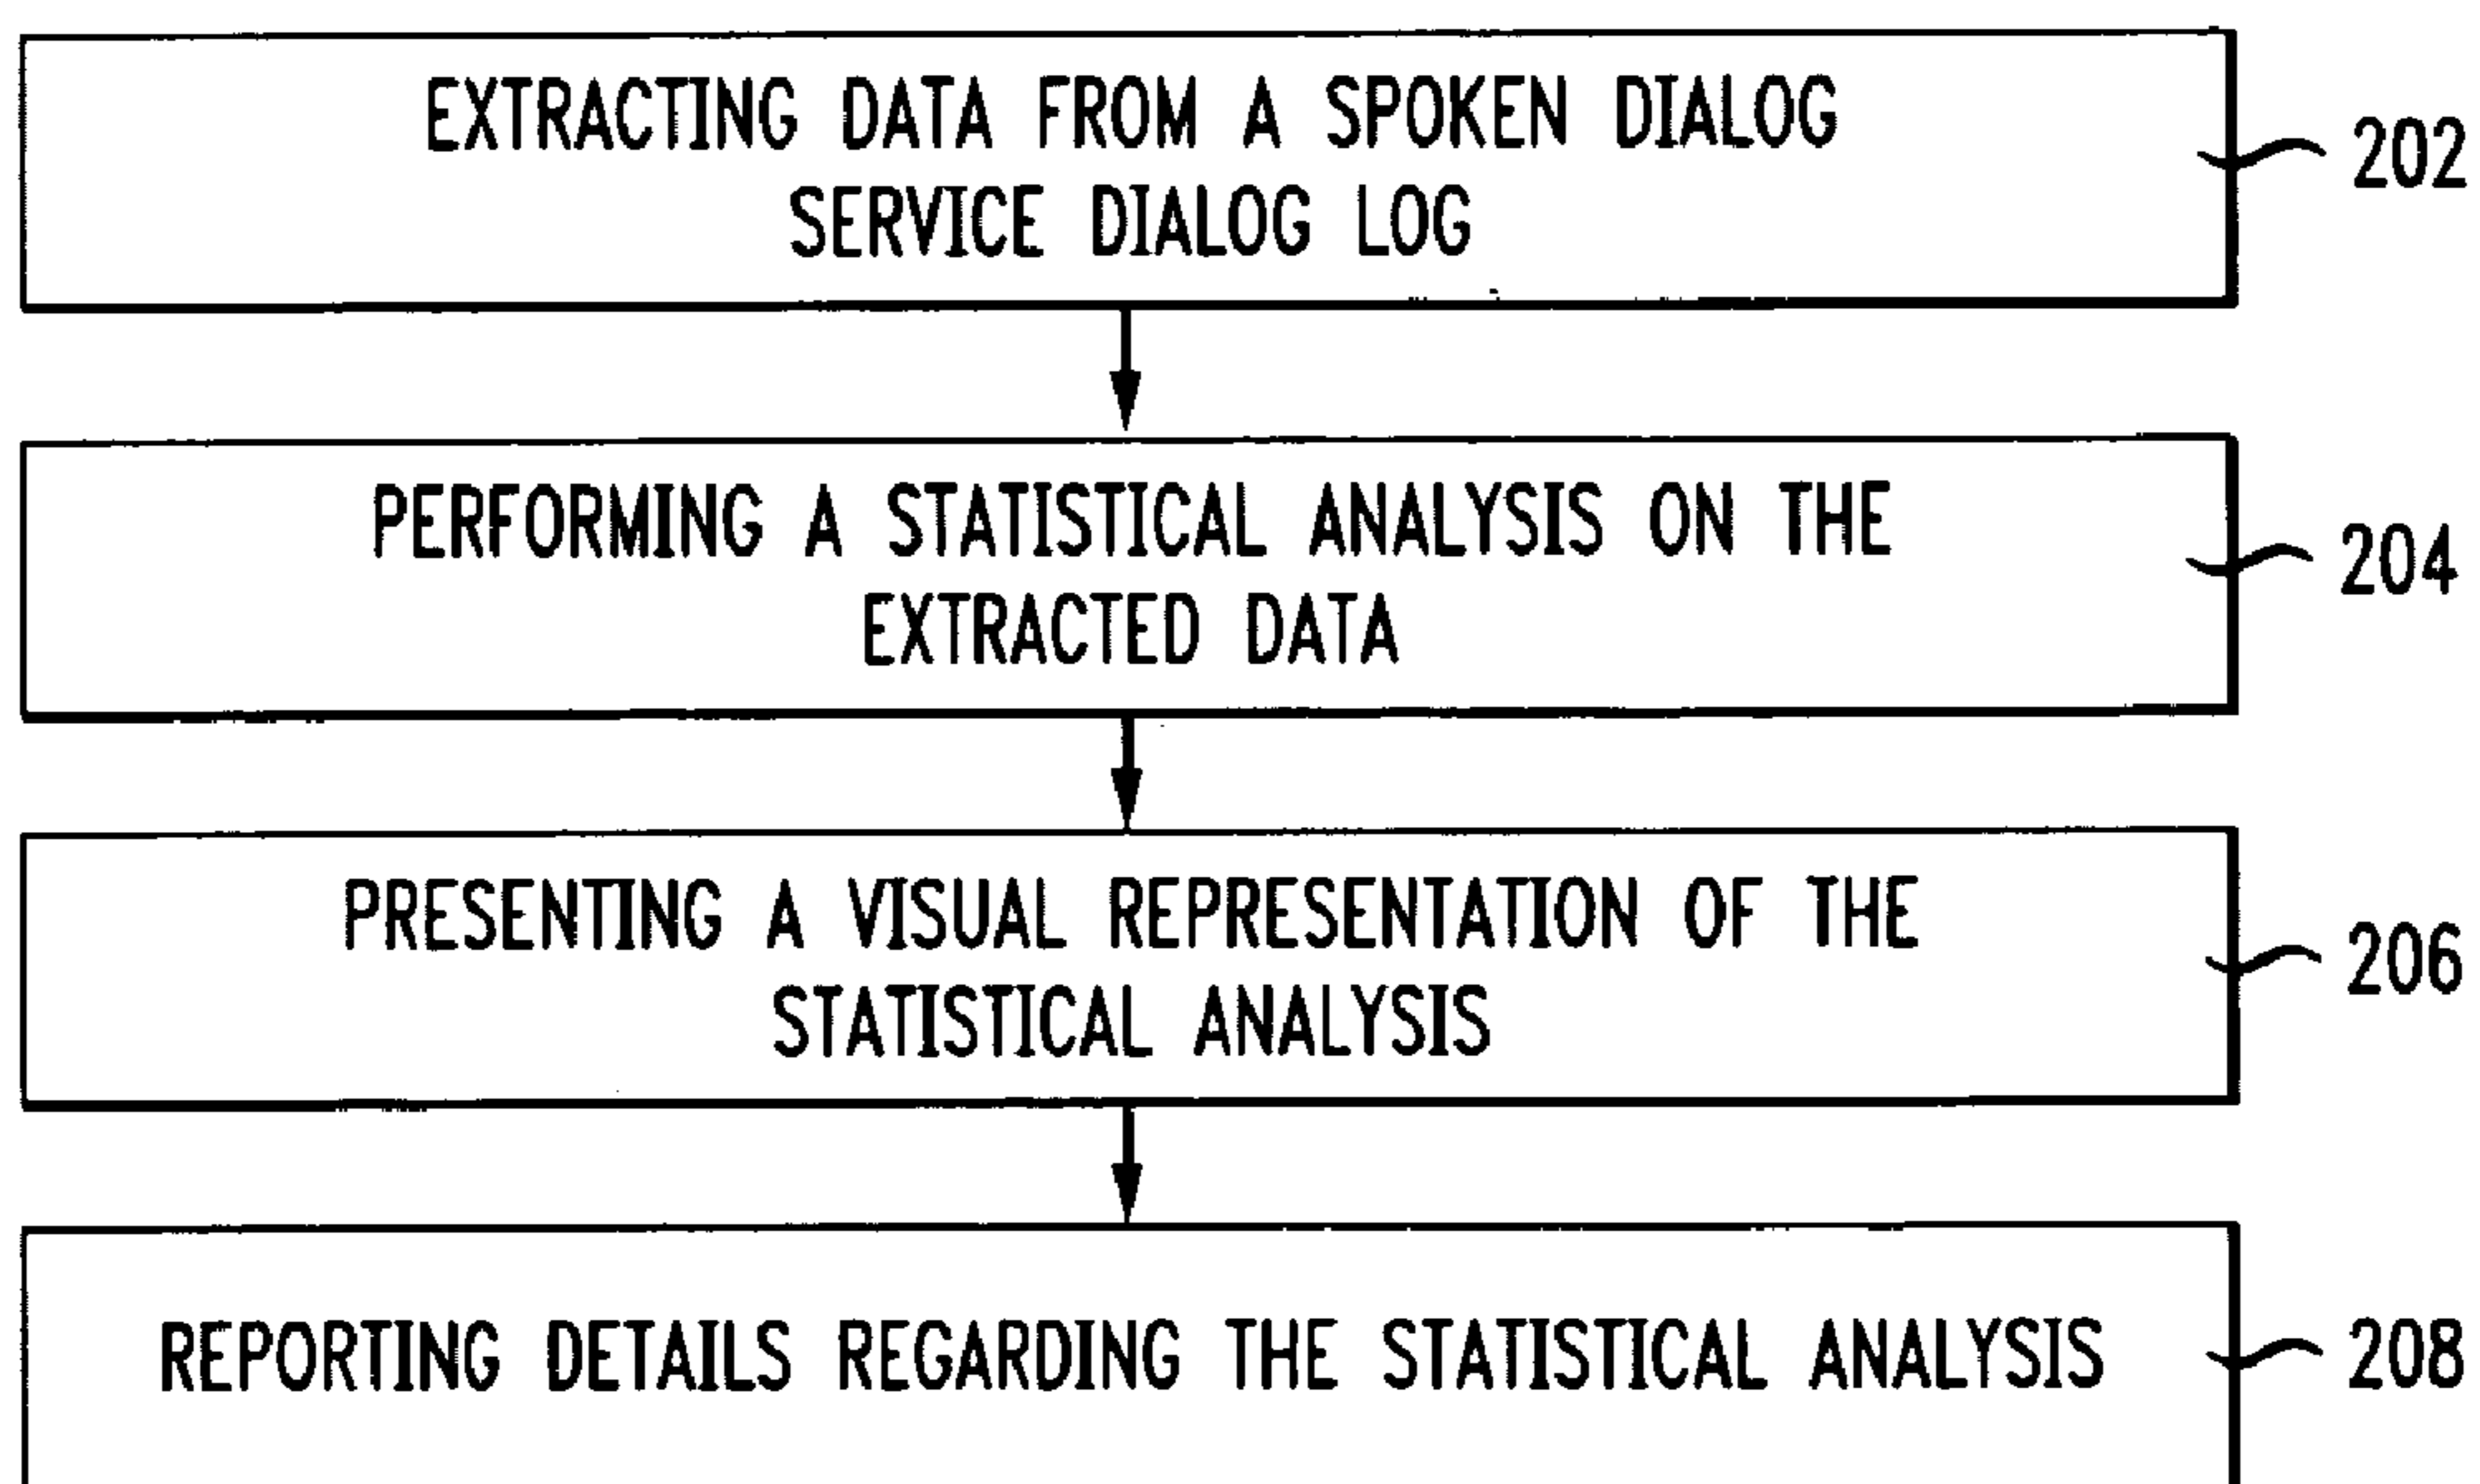 EXTRACTING DATA FROM A SPOKEN DIALOG
SERVICE DIALOG LOG
202
PERFORMING A STATISTICAL ANALYSIS ON THE
EXTRACTED DATA
204
PRESENTING A VISUAL REPRESENTATION OF THE
STATISTICAL ANALYSIS
206
REPORTING DETAILS REGARDING THE STATISTICAL ANALYSIS
208